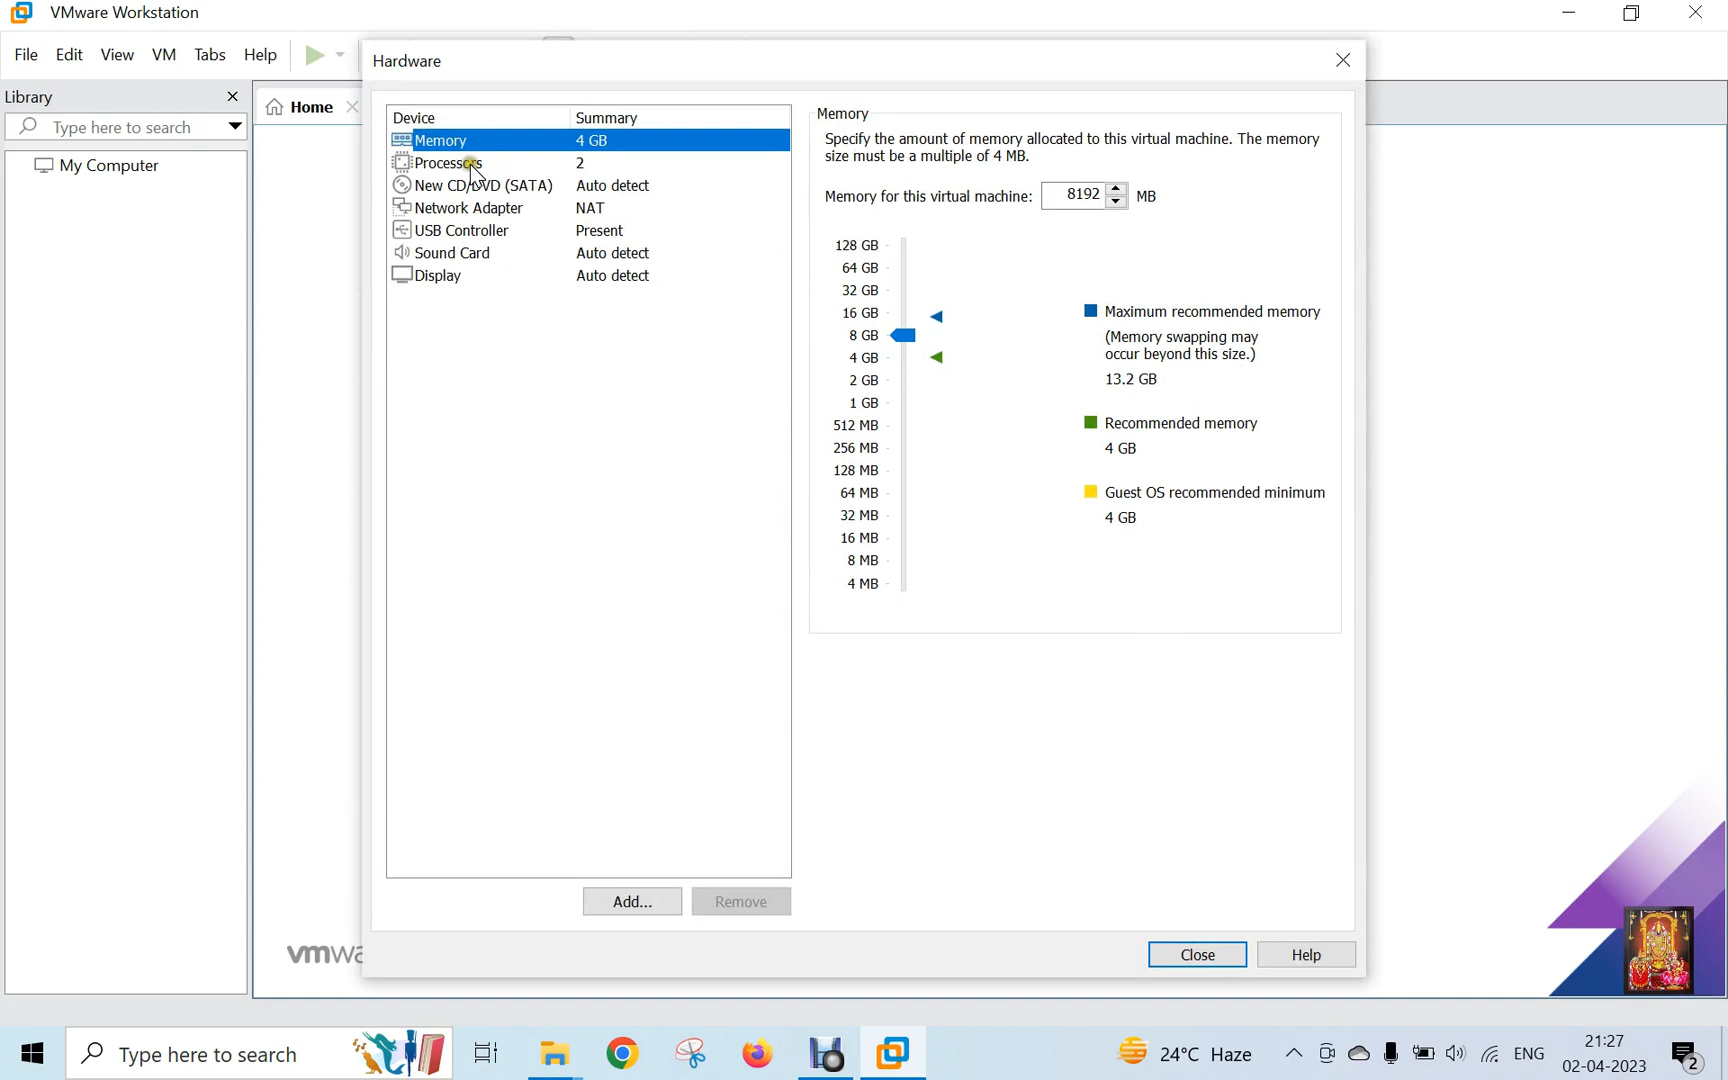 VMware Workstation
File Edit View VM Tabs Help
Hardware
Library
Home
Type here to search
My Computer
Device Summary
Memory 4 GB
Processors 2
New CD/DVD (SATA) Auto detect
Network Adapter NAT
USB Controller Present
Sound Card Auto detect
Display Auto detect
Add... Remove
Memory
Specify the amount of memory allocated to this virtual machine. The memory
size must be a multiple of 4 MB.
Memory for this virtual machine: 8192 MB
128 GB
64 GB
32 GB
16 GB
8 GB
4 GB
2 GB
1 GB
512 MB
256 MB
128 MB
64 MB
32 MB
16 MB
8 MB
4 MB
Maximum recommended memory
(Memory swapping may
occur beyond this size.)
13.2 GB
Recommended memory
4 GB
Guest OS recommended minimum
4 GB
Close Help
vmwa
Type here to search
24°C Haze
ENG
21:27
02-04-2023
2